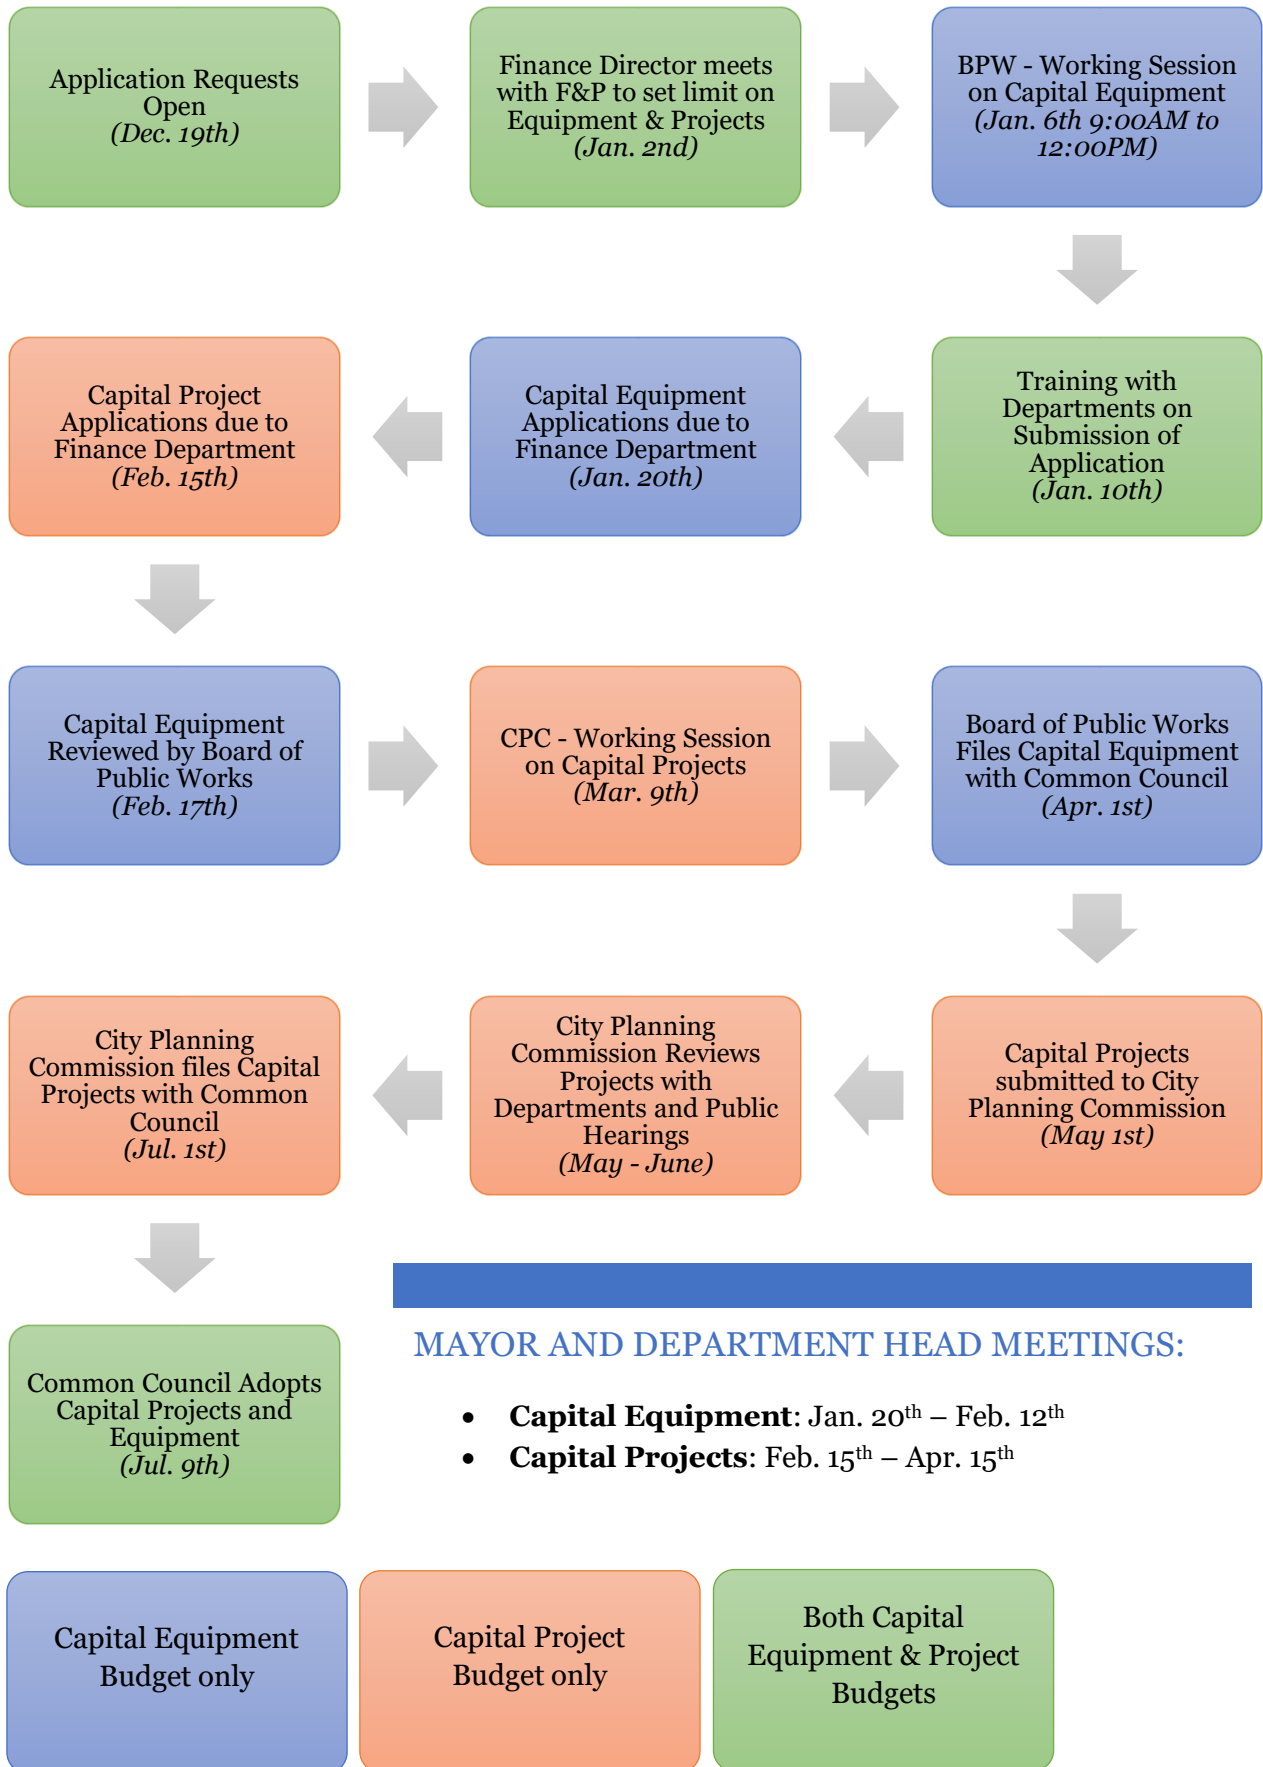 Application Requests
Open
(Dec. 19th)
Finance Director meets
with F&P to set limit on
Equipment & Projects
(Jan. 2nd)
BPW - Working Session
on Capital Equipment
(Jan. 6th 9:00AM to
12:00PM)
Training with
Departments on
Submission of
Application
(Jan. 10th)
Capital Equipment
Applications due to
Finance Department
(Jan. 20th)
Capital Project
Applications due to
Finance Department
(Feb. 15th)
Capital Equipment
Reviewed by Board of
Public Works
(Feb. 17th)
CPC - Working Session
on Capital Projects
(Mar. 9th)
Board of Public Works
Files Capital Equipment
with Common Council
(Apr. 1st)
Capital Projects
submitted to City
Planning Commission
(May 1st)
City Planning
Commission Reviews
Projects with
Departments and Public
Hearings
(May - June)
City Planning
Commission files Capital
Projects with Common
Council
(Jul. 1st)
Common Council Adopts
Capital Projects and
Equipment
(Jul. 9th)
MAYOR AND DEPARTMENT HEAD MEETINGS:
• Capital Equipment: Jan. 20th – Feb. 12th
• Capital Projects: Feb. 15th – Apr. 15th
Capital Equipment
Budget only
Capital Project
Budget only
Both Capital
Equipment & Project
Budgets